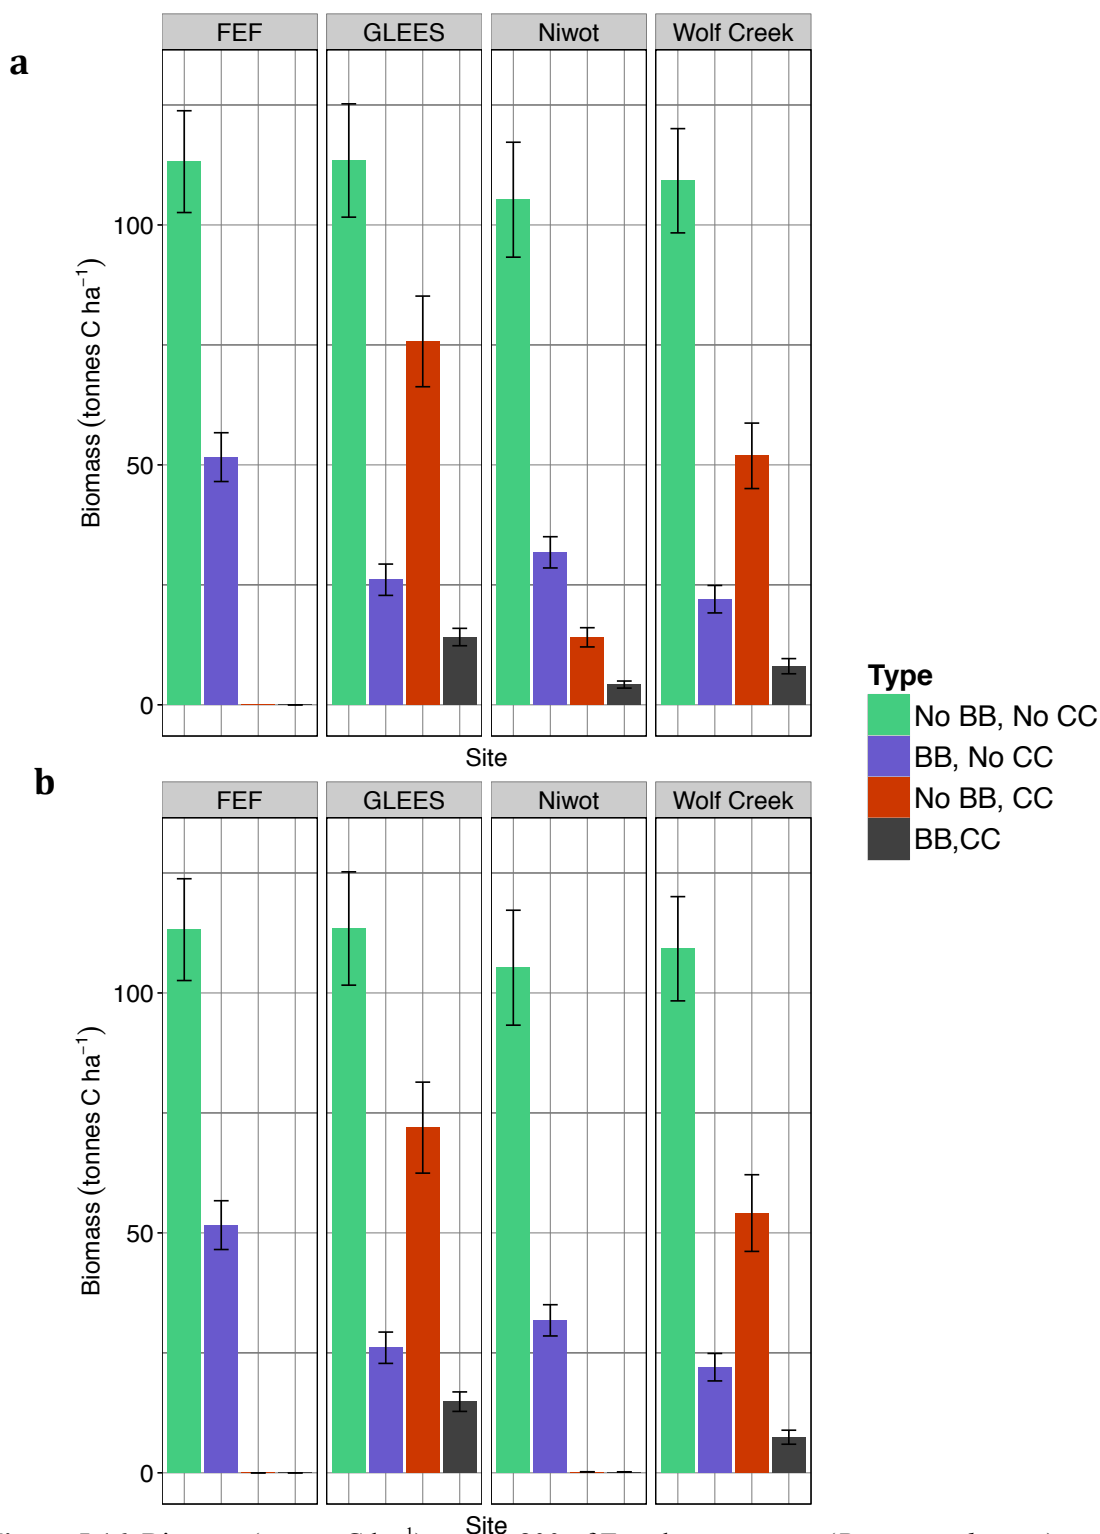 a
FEF GLEES Niwot Wolf Creek
100
50
0
Biomass (tonnes C ha⁻¹)
Site
Type
No BB, No CC
BB, No CC
No BB, CC
BB,CC
b
FEF GLEES Niwot Wolf Creek
100
50
0
Biomass (tonnes C ha⁻¹)
Site